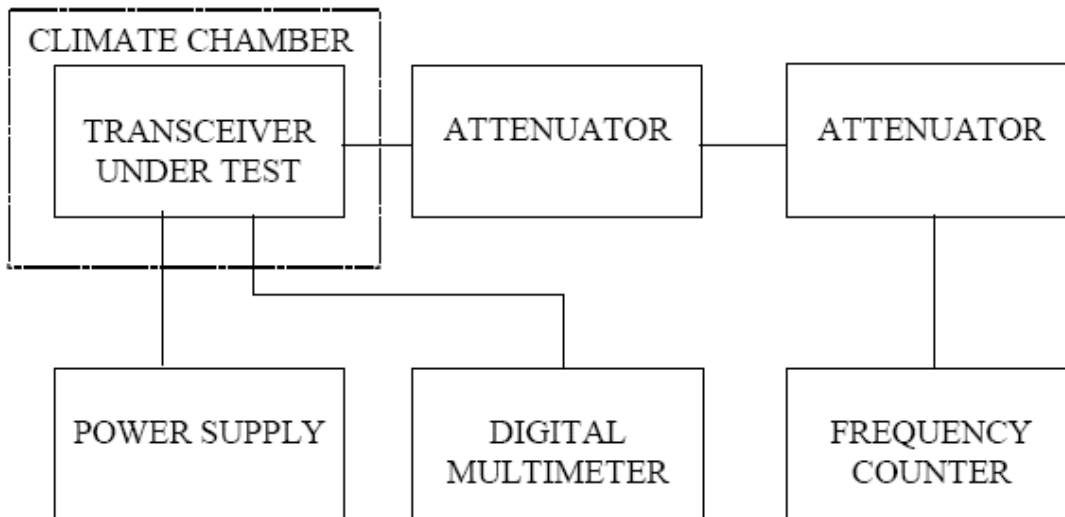 CLIMATE CHAMBER
TRANSCEIVER
UNDER TEST
ATTENUATOR
ATTENUATOR
POWER SUPPLY
DIGITAL
MULTIMETER
FREQUENCY
COUNTER